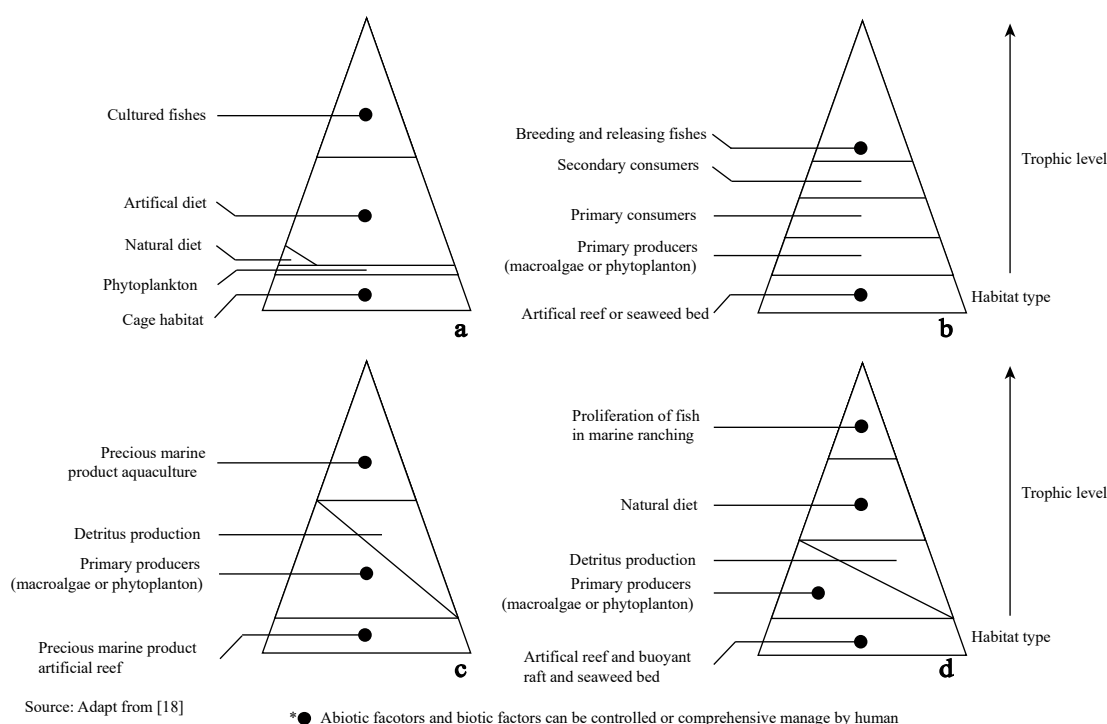 Cultured fishes
Artifical diet
Natural diet
Phytoplankton
Cage habitat
a
Breeding and releasing fishes
Secondary consumers
Primary consumers
Primary producers
(macroalgae or phytoplanton)
Artifical reef or seaweed bed
b
Trophic level
Habitat type
Precious marine
product aquaculture
Detritus production
Primary producers
(macroalgae or phytoplanton)
Precious marine product
artificial reef
c
Proliferation of fish
in marine ranching
Natural diet
Detritus production
Primary producers
(macroalgae or phytoplanton)
Artifical reef and buoyant
raft and seaweed bed
d
Trophic level
Habitat type
Source: Adapt from [18]
*● Abiotic facotors and biotic factors can be controlled or comprehensive manage by human